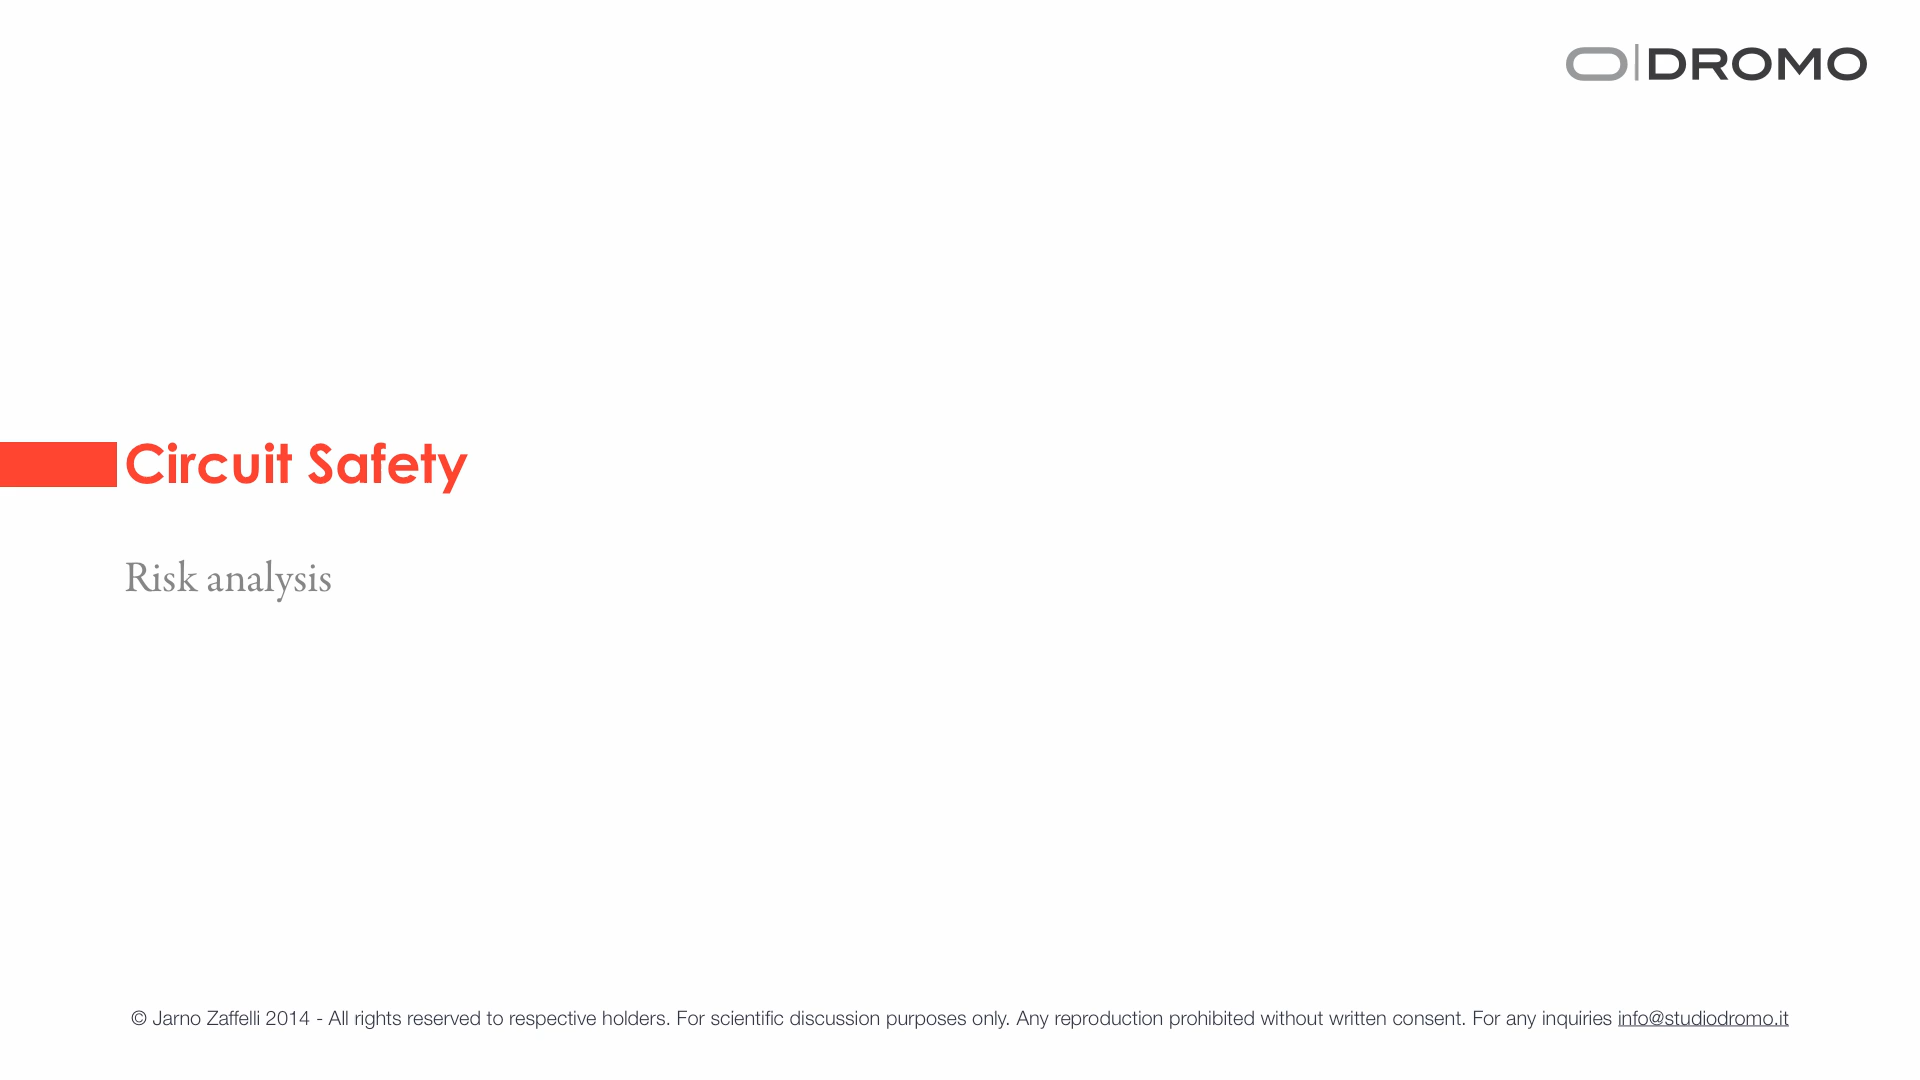 DROMO
Circuit Safety
Risk analysis
© Jarno Zaffelli 2014 - All rights reserved to respective holders. For scientific discussion purposes only. Any reproduction prohibited without written consent. For any inquiries info@studiodromo.it